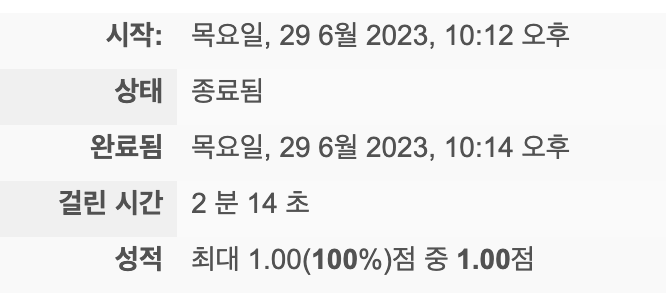 시작: 목요일, 29 6월 2023, 10:12 오후
상태 종료됨
완료됨 목요일, 29 6월 2023, 10:14 오후
걸린 시간 2 분 14 초
성적 최대 1.00(100%)점 중 1.00점